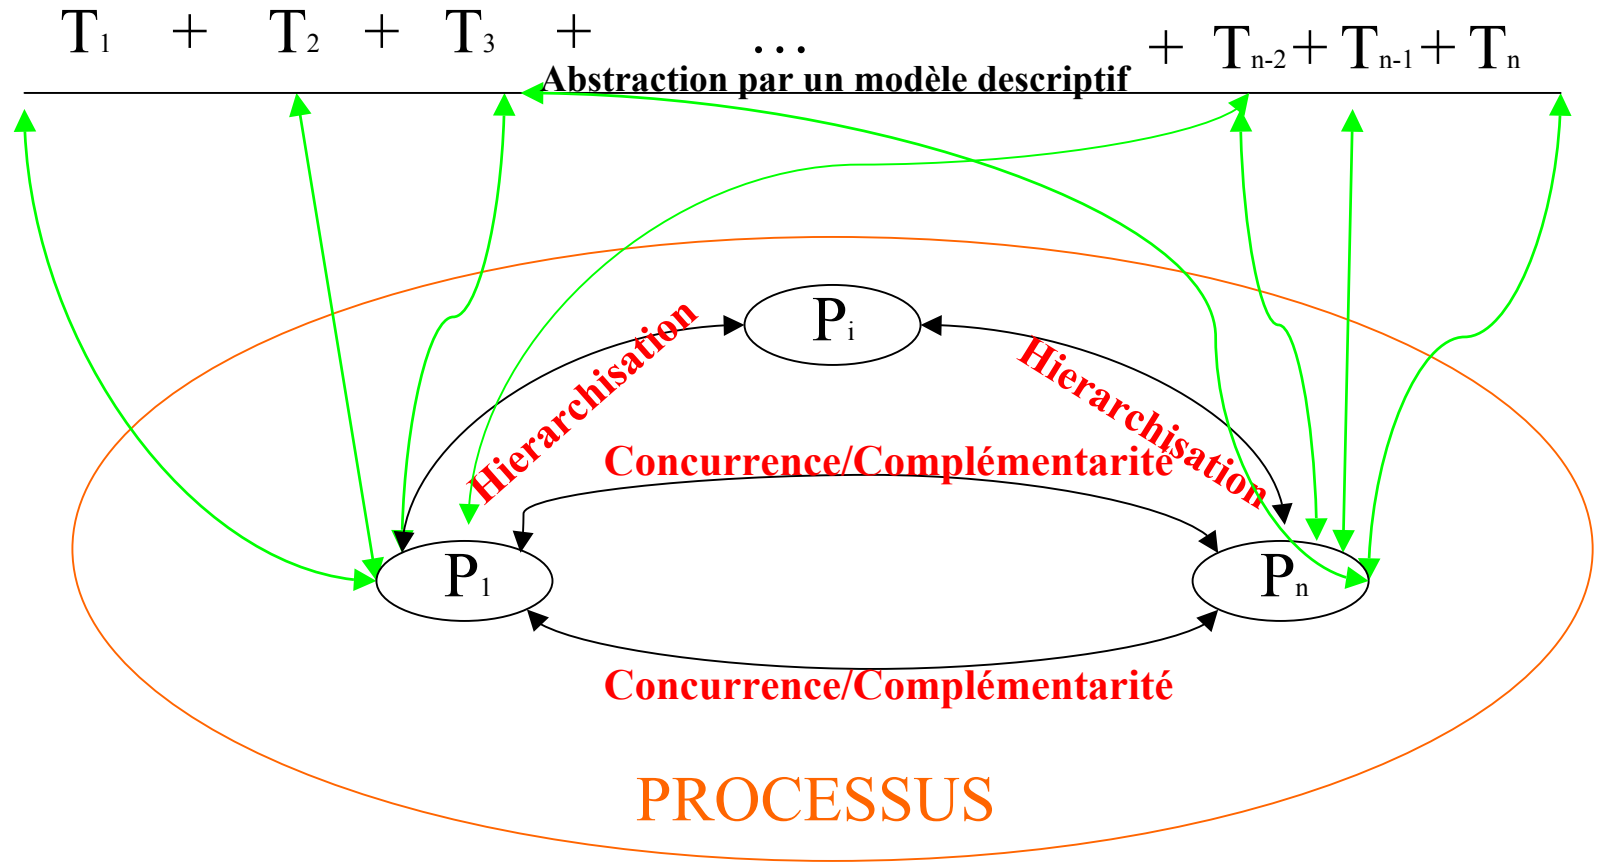 T1 + T2 + T3 + … + Tn-2 + Tn-1 + Tn
Abstraction par un modèle descriptif
Pi
Hierarchisation
Hierarchisation
Concurrence/Complémentarité
P1
Pn
Concurrence/Complémentarité
PROCESSUS